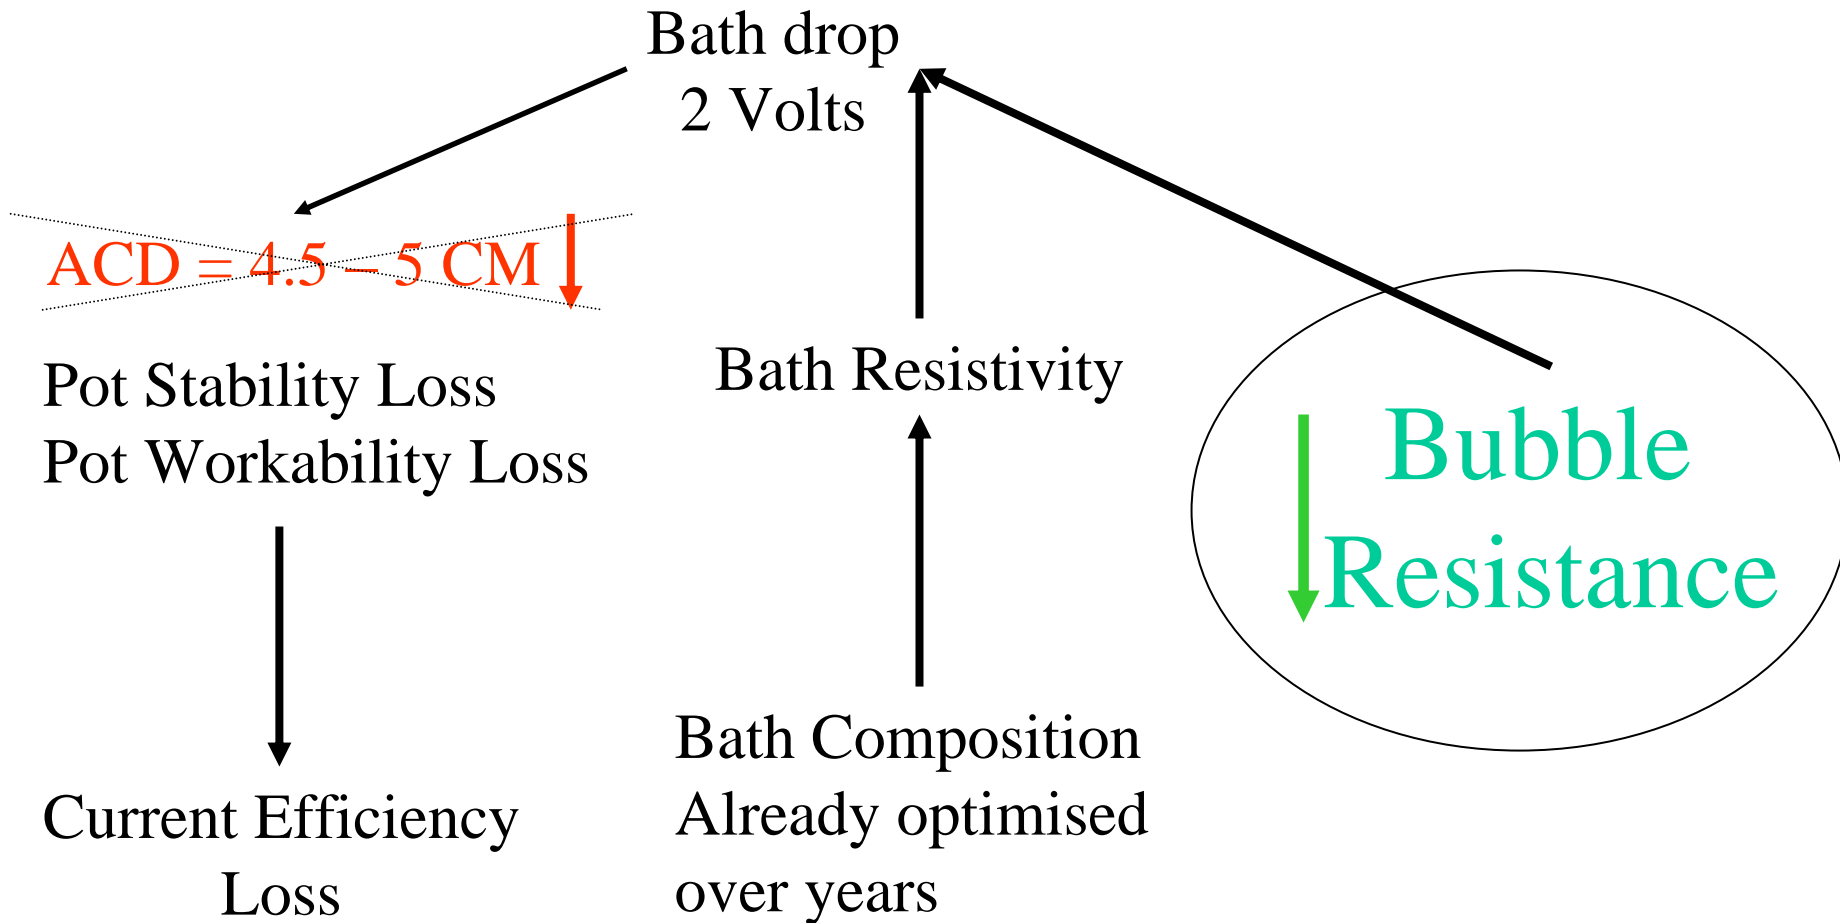 Bath drop
2 Volts
ACD = 4.5 – 5 CM
Pot Stability Loss
Pot Workability Loss
Current Efficiency
Loss
Bath Resistivity
Bath Composition
Already optimised
over years
Bubble
Resistance